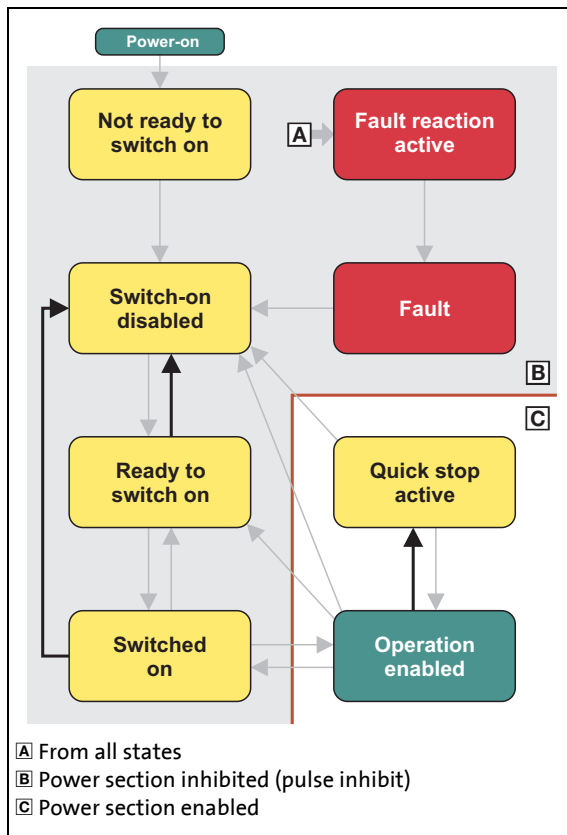 Power-on
Not ready to
switch on
Fault reaction
active
A
Switch-on
disabled
Fault
B
C
Ready to
switch on
Quick stop
active
Switched
on
Operation
enabled
A From all states
B Power section inhibited (pulse inhibit)
C Power section enabled